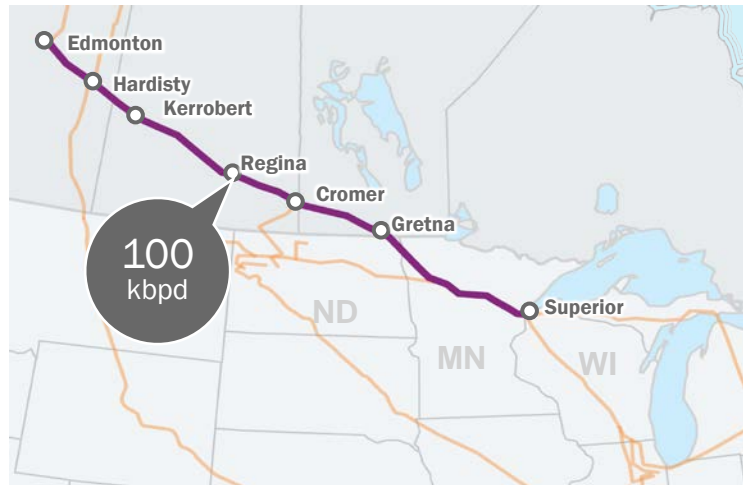 Edmonton
Hardisty
Kerrobert
Regina
Cromer
Gretna
100
kbpd
Superior
ND
MN
WI